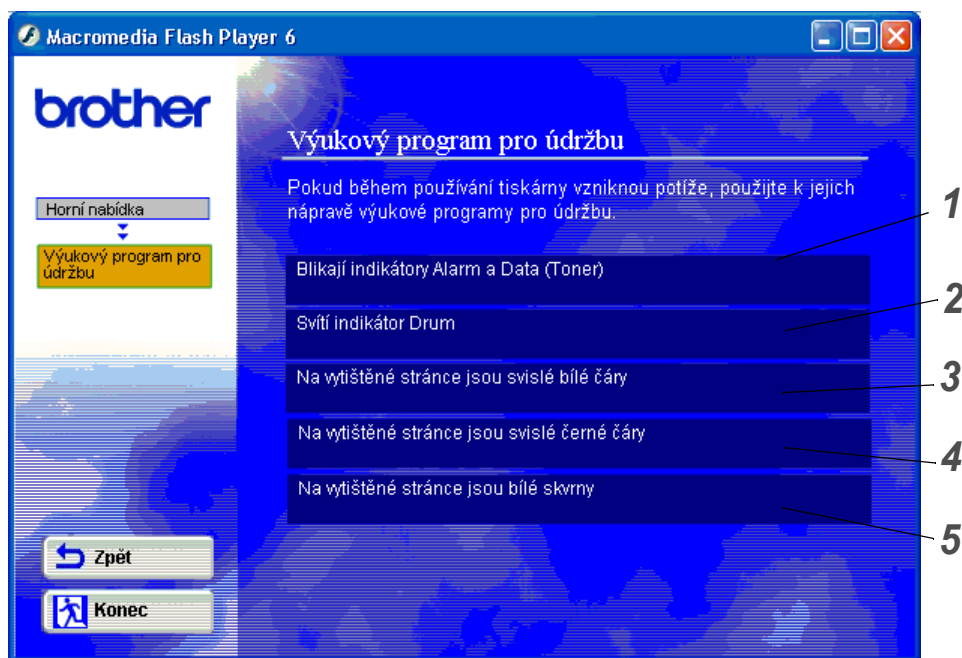 Macromedia Flash Player 6
brother
Horní nabídka
Výukový program pro
údržbu
Výukový program pro údržbu
Pokud během používání tiskárny vzniknou potíže, použijte k jejich
nápravě výukové programy pro údržbu.
Blikají indikátory Alarm a Data (Toner)
Svítí indikátor Drum
Na vytištěné stránce jsou svislé bílé čáry
Na vytištěné stránce jsou svislé černé čáry
Na vytištěné stránce jsou bílé skvrny
Zpět
Konec
1
2
3
4
5